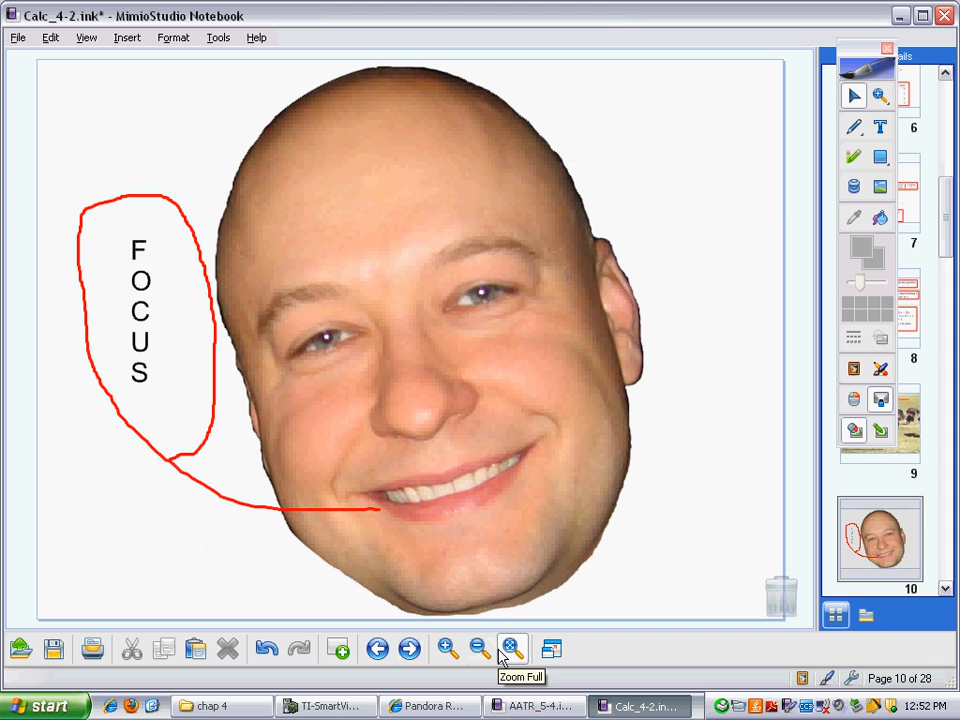 Calc_4-2.ink* - MimioStudio Notebook
File Edit View Insert Format Tools Help
ails
6
7
8
9
10
F
O
C
U
S
T
Zoom Full
Page 10 of 28
start
chap 4
TI-SmartVi...
Pandora R...
AATR_5-4.i...
Calc_4-2.in...
12:52 PM